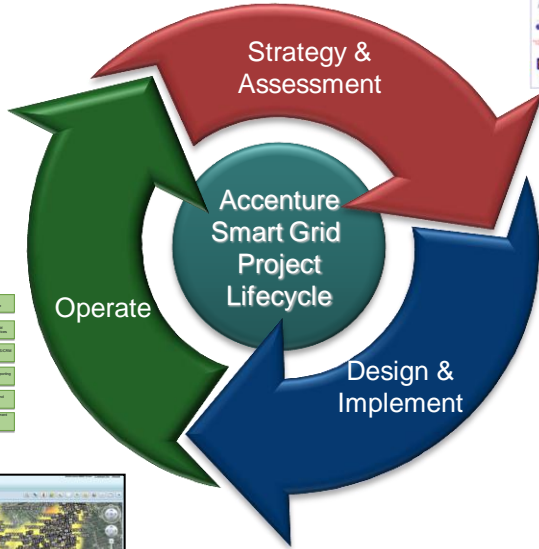 Strategy &
Assessment
Accenture
Smart Grid
Project
Lifecycle
Operate
Design &
Implement